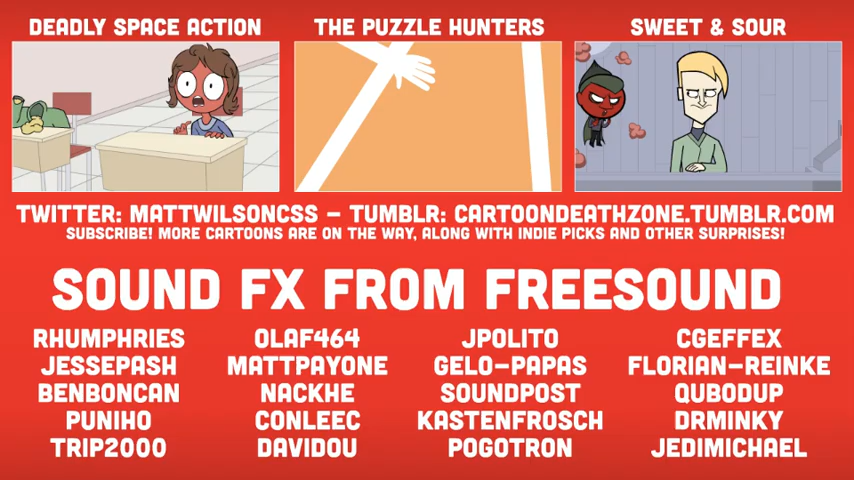 DEADLY SPACE ACTION
THE PUZZLE HUNTERS
SWEET & SOUR
TWITTER: MATTWILSONCSS – TUMBLR: CARTOONDEATHZONE.TUMBLR.COM
SUBSCRIBE! MORE CARTOONS ARE ON THE WAY, ALONG WITH INDIE PICKS AND OTHER SURPRISES!
SOUND FX FROM FREESOUND
RHUMPHRIES OLAF464 JPOLITO CGEFFEX
JESSEPASH MATTPAYONE GELO-PAPAS FLORIAN-REINKE
BENBONCAN NACKHE SOUNDPOST QUBODUP
PUNIHO CONLEEC KASTENFROSCH DRMINKY
TRIP2000 DAVIDOU POGOTRON JEDIMICHAEL